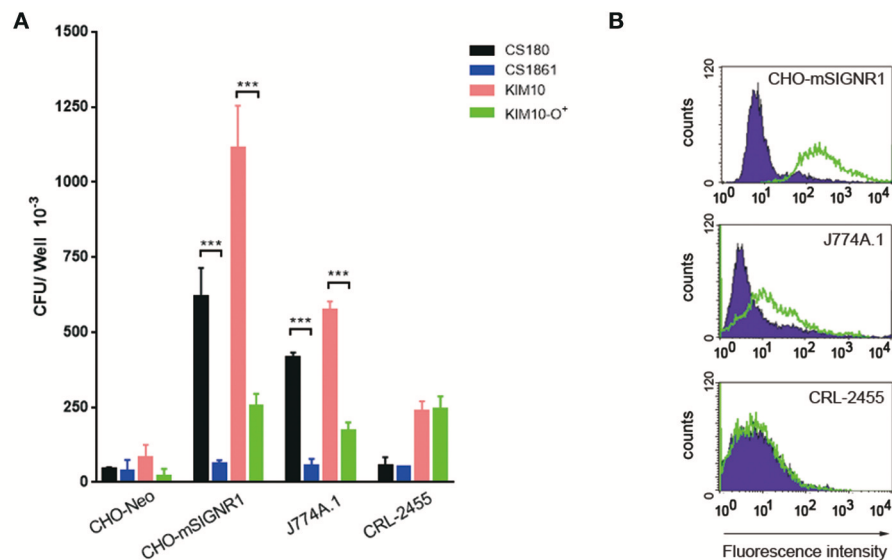 A
1500
1250
1000
750
500
250
0
CFU/ Well 10⁻³
***
***
***
***
CS180
CS1861
KIM10
KIM10-O⁺
CHO-Neo
CHO-mSIGNR1
J774A.1
CRL-2455
B
120
counts
0
CHO-mSIGNR1
10⁰ 10¹ 10² 10³ 10⁴
120
counts
0
J774A.1
10⁰ 10¹ 10² 10³ 10⁴
120
counts
0
CRL-2455
10⁰ 10¹ 10² 10³ 10⁴
Fluorescence intensity